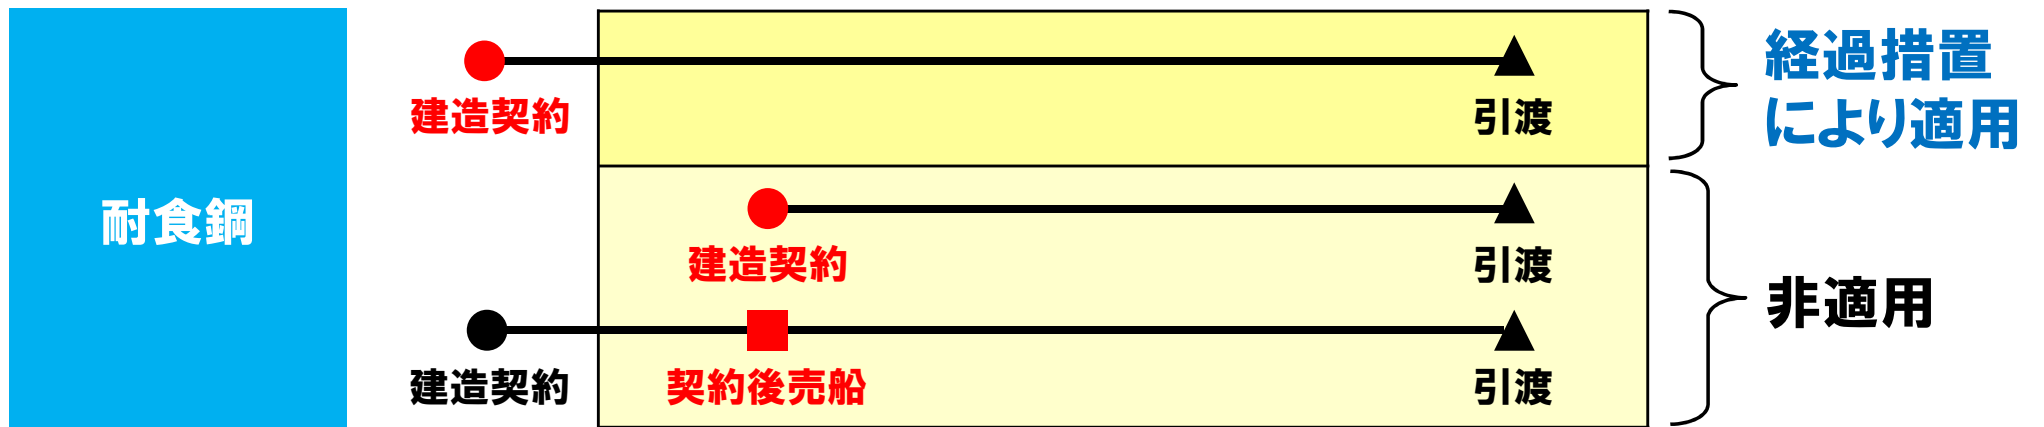 耐食鋼
建造契約
引渡
経過措置
により適用
建造契約
引渡
建造契約
契約後売船
引渡
非適用